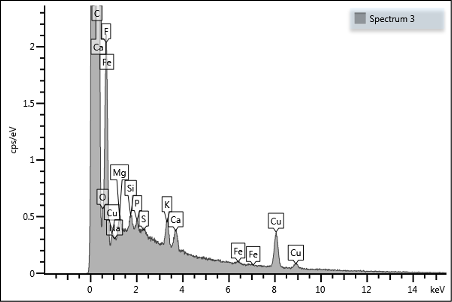 Spectrum 3
C
Ca
F
Fe
2
1.5
1
0.5
0
cps/eV
O
Cu
Na
Mg
Si
P
S
K
Ca
Fe
Fe
Cu
Cu
0 2 4 6 8 10 12 14 keV